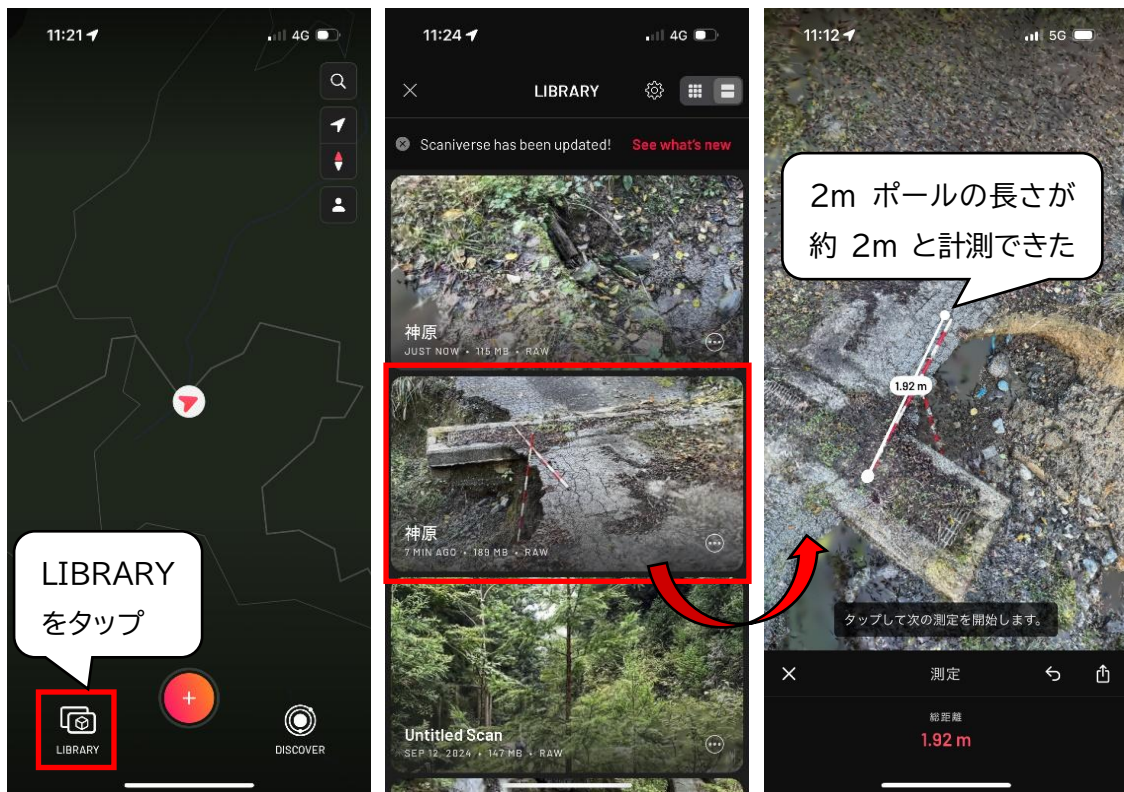 11:21
4G
LIBRARY
をタップ
LIBRARY
+
DISCOVER
11:24
4G
LIBRARY
Scaniverse has been updated! See what's new
神原
JUST NOW • 115 MB • RAW
神原
7 MIN AGO • 189 MB • RAW
Untitled Scan
SEP 12, 2024 • 147 MB • RAW
11:12
5G
2m ポールの長さが
約 2m と計測できた
1.92 m
タップして次の測定を開始します。
測定
総距離
1.92 m